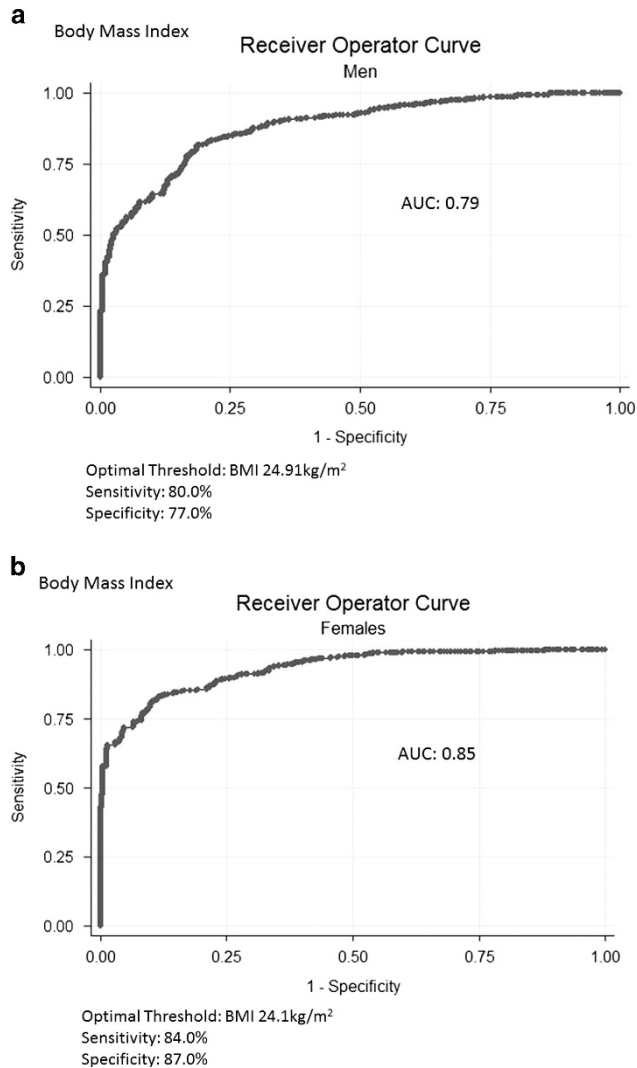 a
Body Mass Index
Receiver Operator Curve
Men
1.00
0.75
0.50
0.25
0.00
Sensitivity
AUC: 0.79
0.00 0.25 0.50 0.75 1.00
1 - Specificity
Optimal Threshold: BMI 24.91kg/m²
Sensitivity: 80.0%
Specificity: 77.0%
b
Body Mass Index
Receiver Operator Curve
Females
1.00
0.75
0.50
0.25
0.00
Sensitivity
AUC: 0.85
0.00 0.25 0.50 0.75 1.00
1 - Specificity
Optimal Threshold: BMI 24.1kg/m²
Sensitivity: 84.0%
Specificity: 87.0%